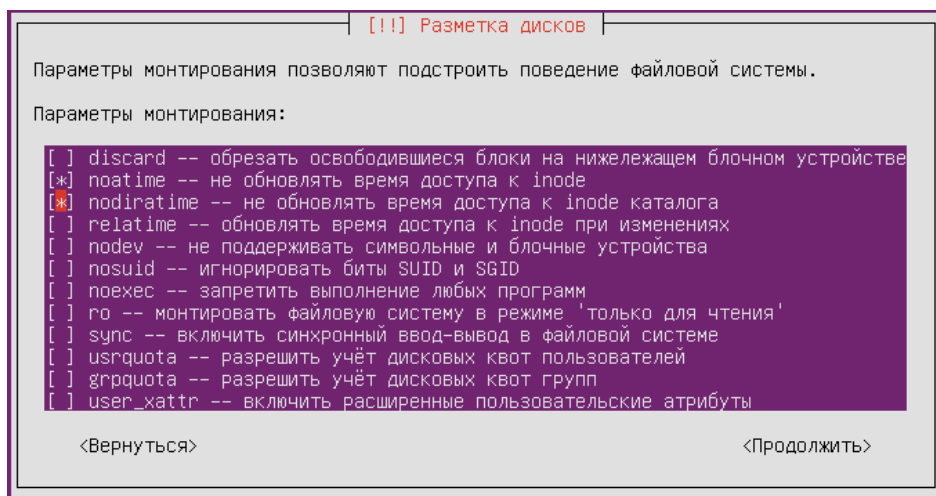 [!!] Разметка дисков
Параметры монтирования позволяют подстроить поведение файловой системы.
Параметры монтирования:
[ ] discard -- обрезать освободившиеся блоки на нижележащем блочном устройстве
[*] noatime -- не обновлять время доступа к inode
[*] nodiratime -- не обновлять время доступа к inode каталога
[ ] relatime -- обновлять время доступа к inode при изменениях
[ ] nodev -- не поддерживать символьные и блочные устройства
[ ] nosuid -- игнорировать биты SUID и SGID
[ ] noexec -- запретить выполнение любых программ
[ ] ro -- монтировать файловую систему в режиме 'только для чтения'
[ ] sync -- включить синхронный ввод-вывод в файловой системе
[ ] usrquota -- разрешить учёт дисковых квот пользователей
[ ] grpquota -- разрешить учёт дисковых квот групп
[ ] user_xattr -- включить расширенные пользовательские атрибуты
<Вернуться> <Продолжить>